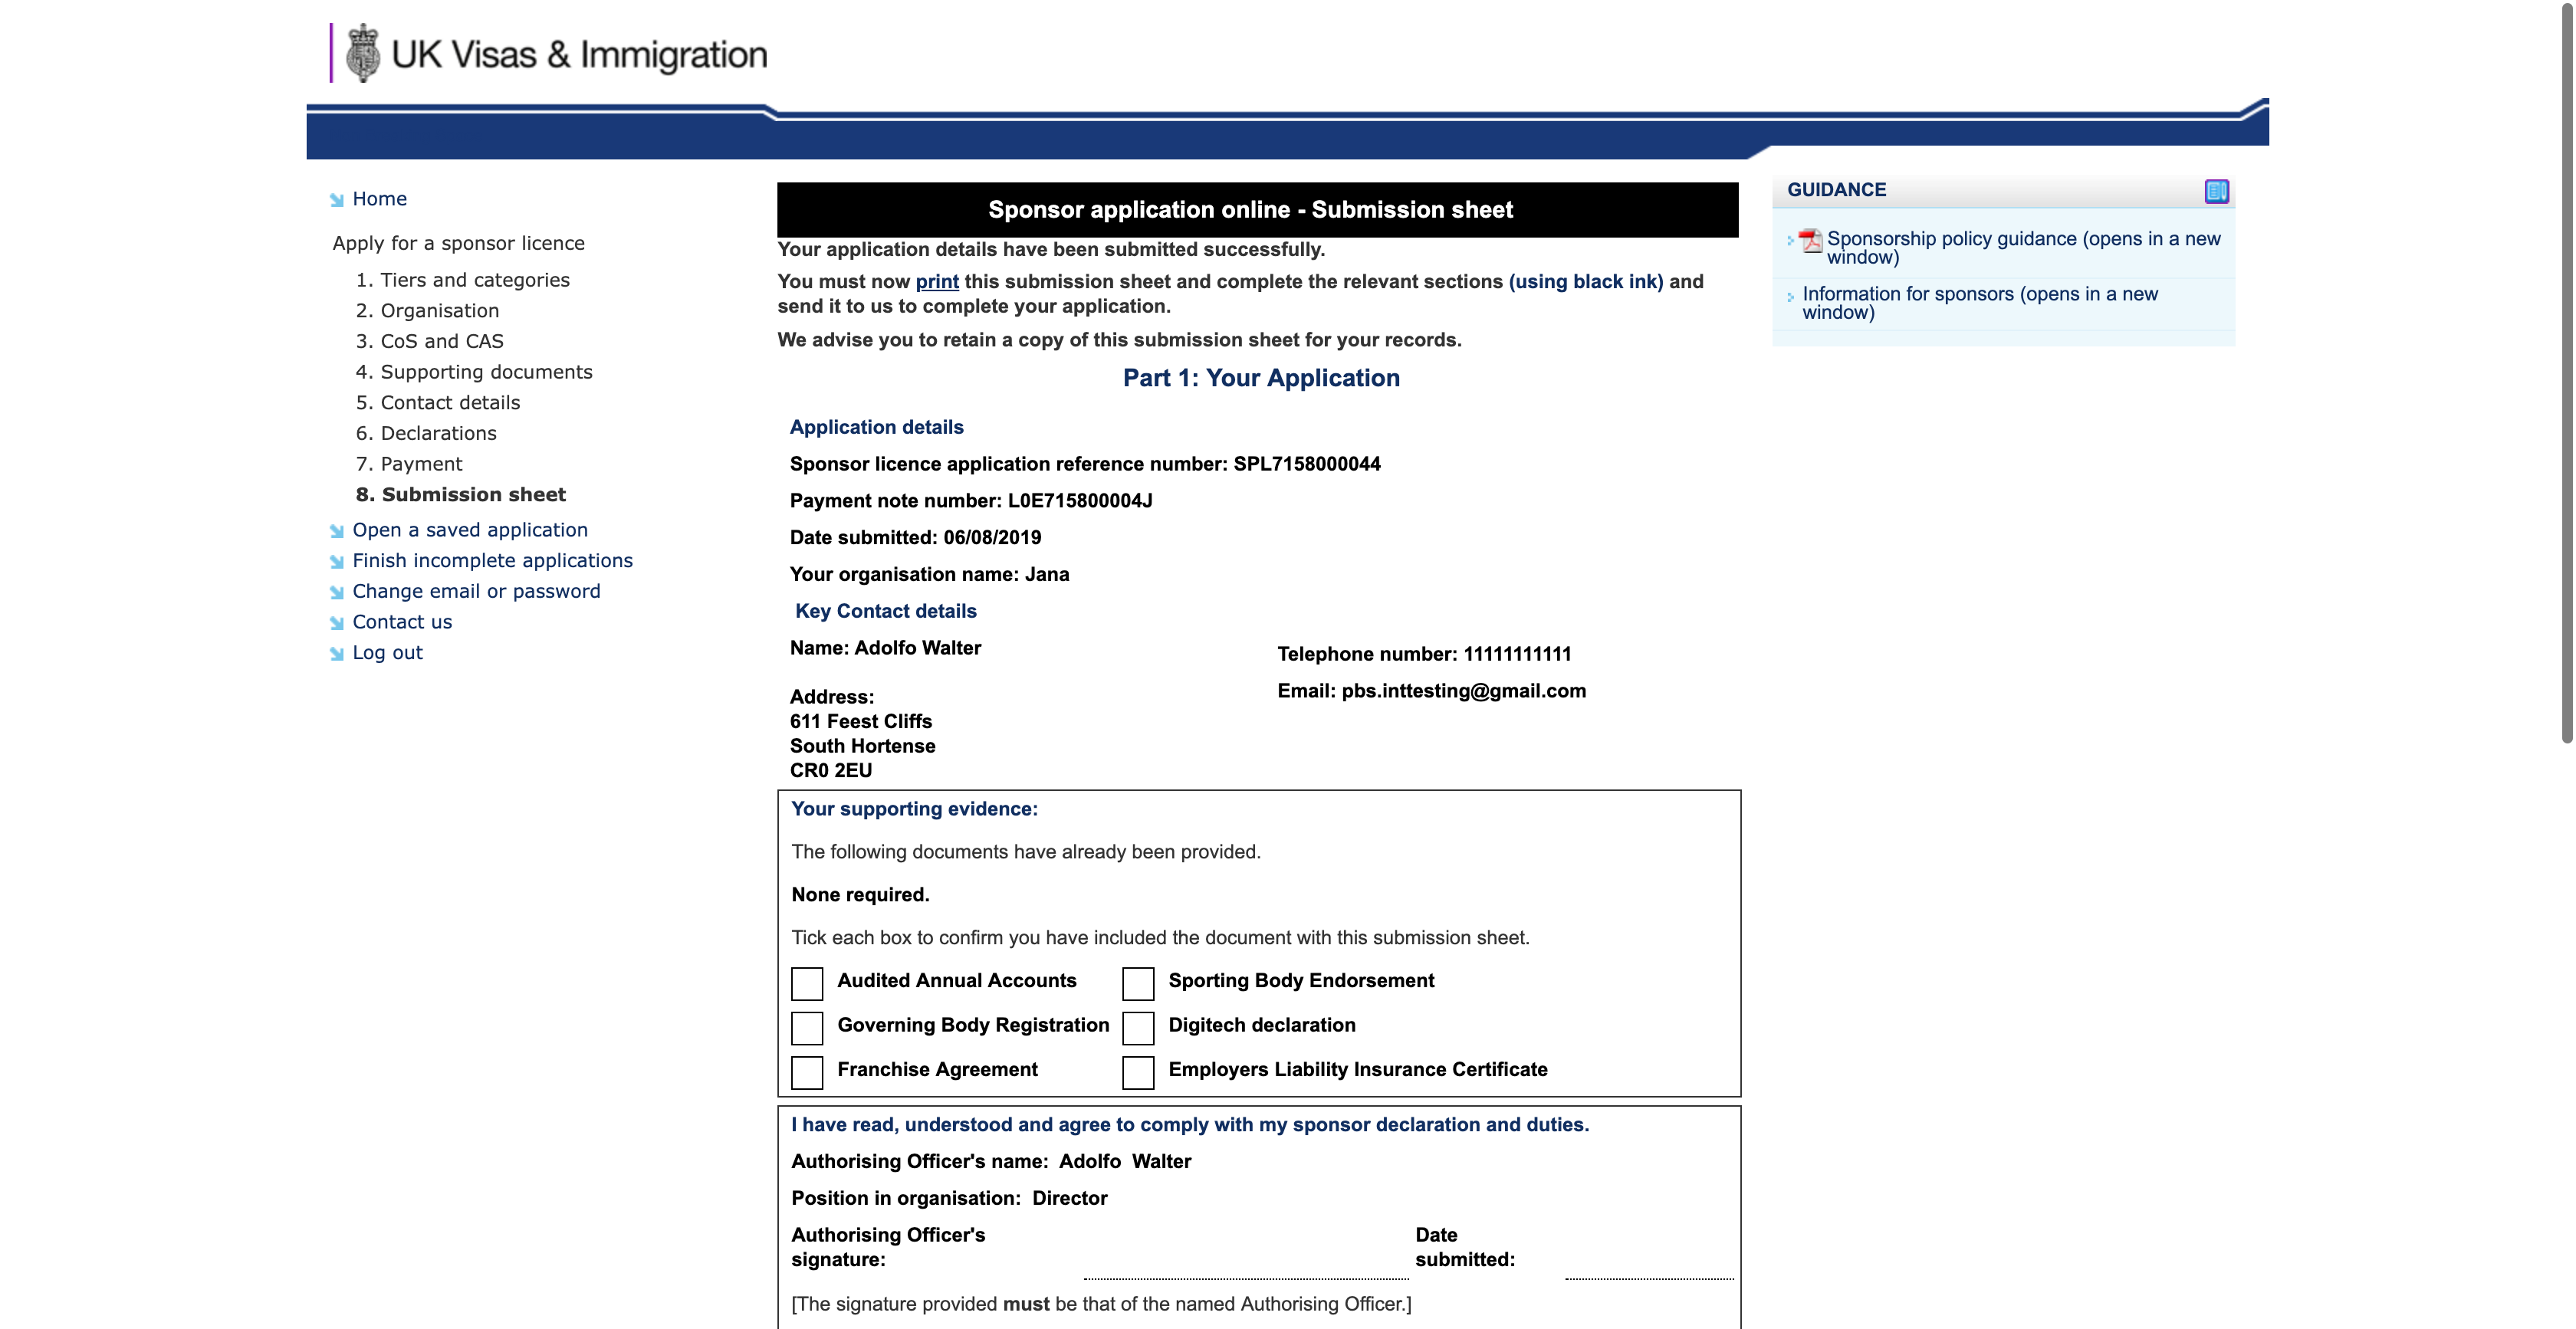 UK Visas & Immigration
Home
Apply for a sponsor licence
1. Tiers and categories
2. Organisation
3. CoS and CAS
4. Supporting documents
5. Contact details
6. Declarations
7. Payment
8. Submission sheet
Open a saved application
Finish incomplete applications
Change email or password
Contact us
Log out
Sponsor application online - Submission sheet
Your application details have been submitted successfully.
You must now print this submission sheet and complete the relevant sections (using black ink) and
send it to us to complete your application.
We advise you to retain a copy of this submission sheet for your records.
Part 1: Your Application
Application details
Sponsor licence application reference number: SPL7158000044
Payment note number: L0E715800004J
Date submitted: 06/08/2019
Your organisation name: Jana
Key Contact details
Name: Adolfo Walter
Telephone number: 11111111111
Email: pbs.inttesting@gmail.com
Address:
611 Feest Cliffs
South Hortense
CR0 2EU
Your supporting evidence:
The following documents have already been provided.
None required.
Tick each box to confirm you have included the document with this submission sheet.
Audited Annual Accounts
Sporting Body Endorsement
Governing Body Registration
Digitech declaration
Franchise Agreement
Employers Liability Insurance Certificate
I have read, understood and agree to comply with my sponsor declaration and duties.
Authorising Officer's name: Adolfo Walter
Position in organisation: Director
Authorising Officer's
signature:
Date
submitted:
[The signature provided must be that of the named Authorising Officer.]
GUIDANCE
Sponsorship policy guidance (opens in a new
window)
Information for sponsors (opens in a new
window)